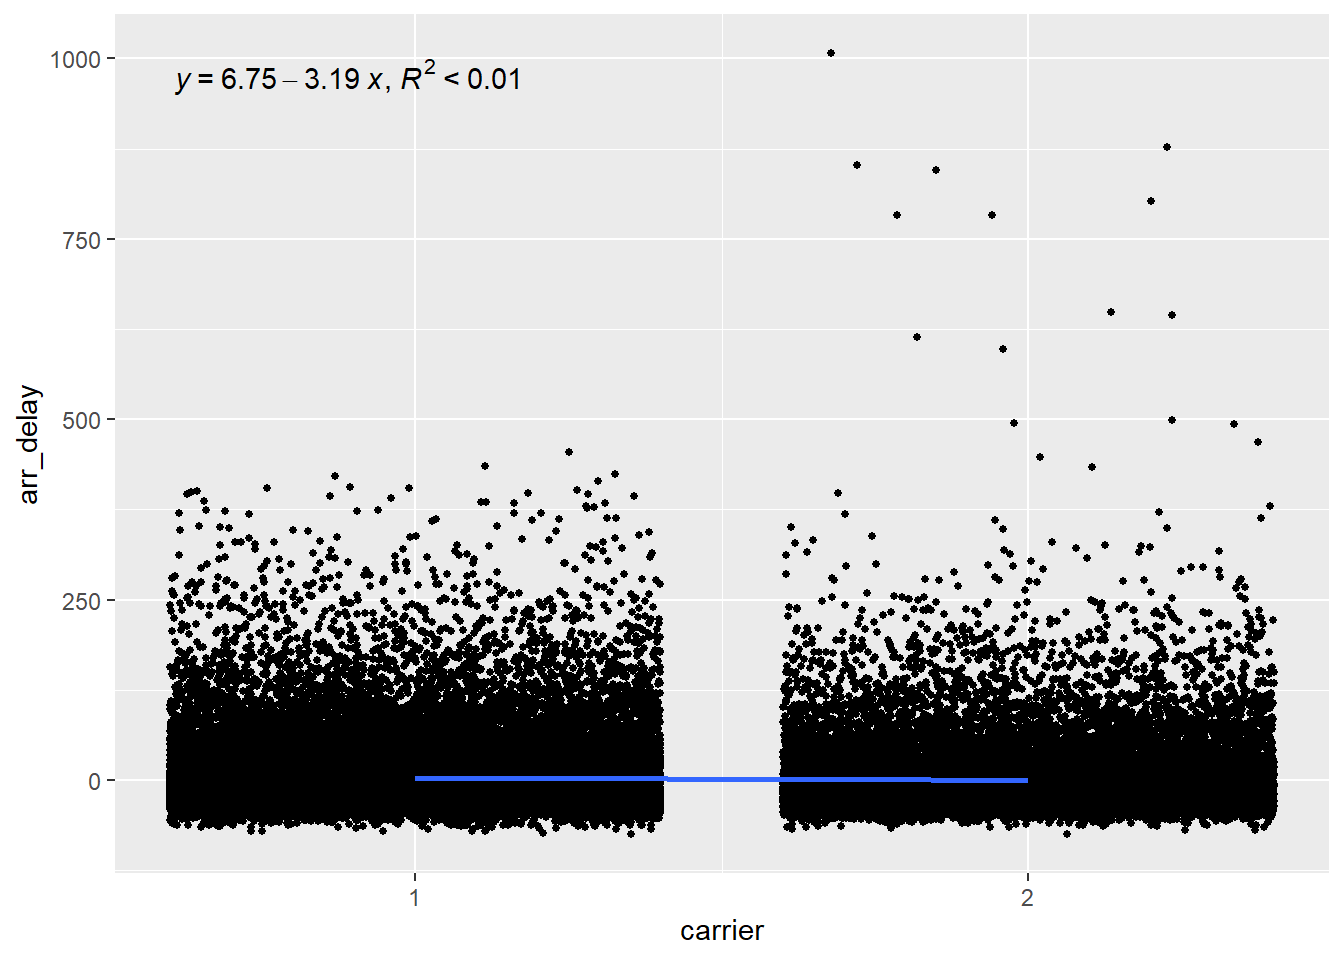 1000
y = 6.75 − 3.19 x, R² < 0.01
750
500
250
0
arr_delay
1
2
carrier